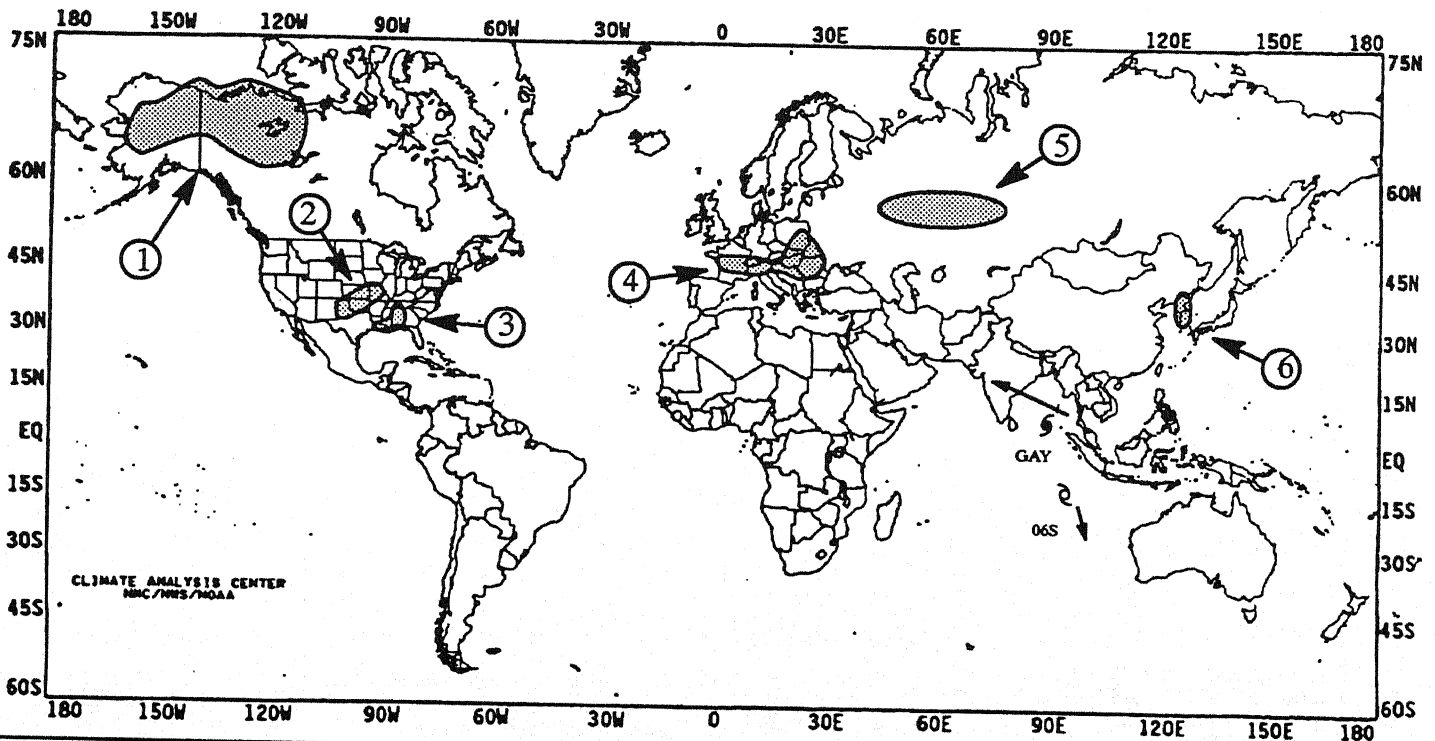 180 150W 120W 90W 60W 30W 0 30E 60E 90E 120E 150E 180
75N 75N
5
60N 60N
2
1
45N 45N
4
30N 3 30N
6
15N 15N
EQ GAY EQ
15S 15S
06S
30S 30S
CLIMATE ANALYSIS CENTER
NMC/NWS/NOAA
45S 45S
60S 60S
180 150W 120W 90W 60W 30W 0 30E 60E 90E 120E 150E 180